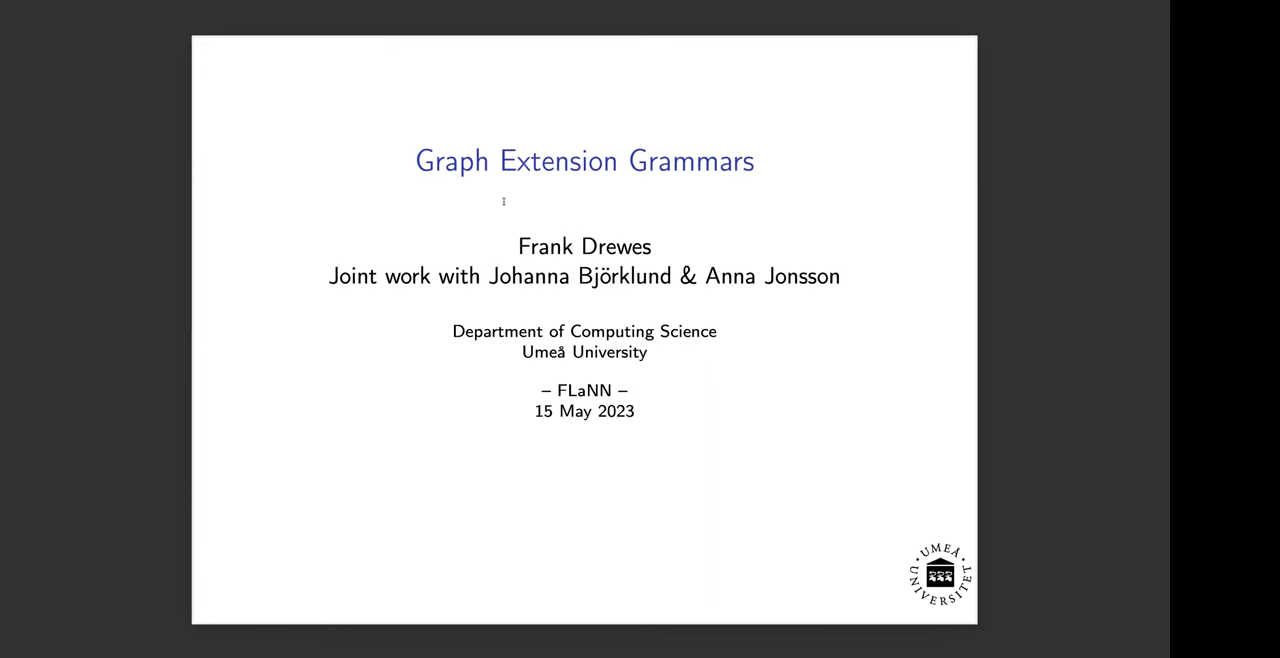 Graph Extension Grammars
Frank Drewes
Joint work with Johanna Björklund & Anna Jonsson
Department of Computing Science
Umeå University
– FLaNN –
15 May 2023
UMEÅ UNIVERSITET